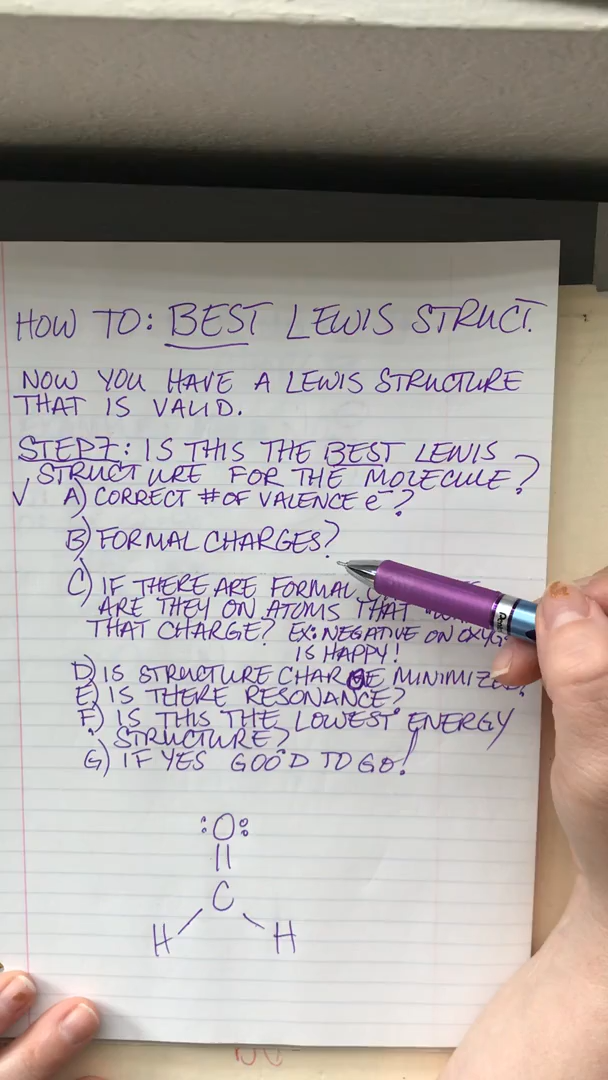 HOW TO: BEST LEWIS STRUCT.
NOW YOU HAVE A LEWIS STRUCTURE
THAT IS VALID.
STEP 7: IS THIS THE BEST LEWIS
STRUCTURE FOR THE MOLECULE?
✓ A) CORRECT # OF VALENCE e⁻?
B) FORMAL CHARGES?
C) IF THERE ARE FORMAL
ARE THEY ON ATOMS THAT
THAT CHARGE? EX: NEGATIVE ON
IS HAPPY!
D) IS STRUCTURE CHARGE MINIMIZED?
E) IS THERE RESONANCE?
F) IS THIS THE LOWEST ENERGY
STRUCTURE?
G) IF YES GOOD TO GO!
:O:
||
C
H H